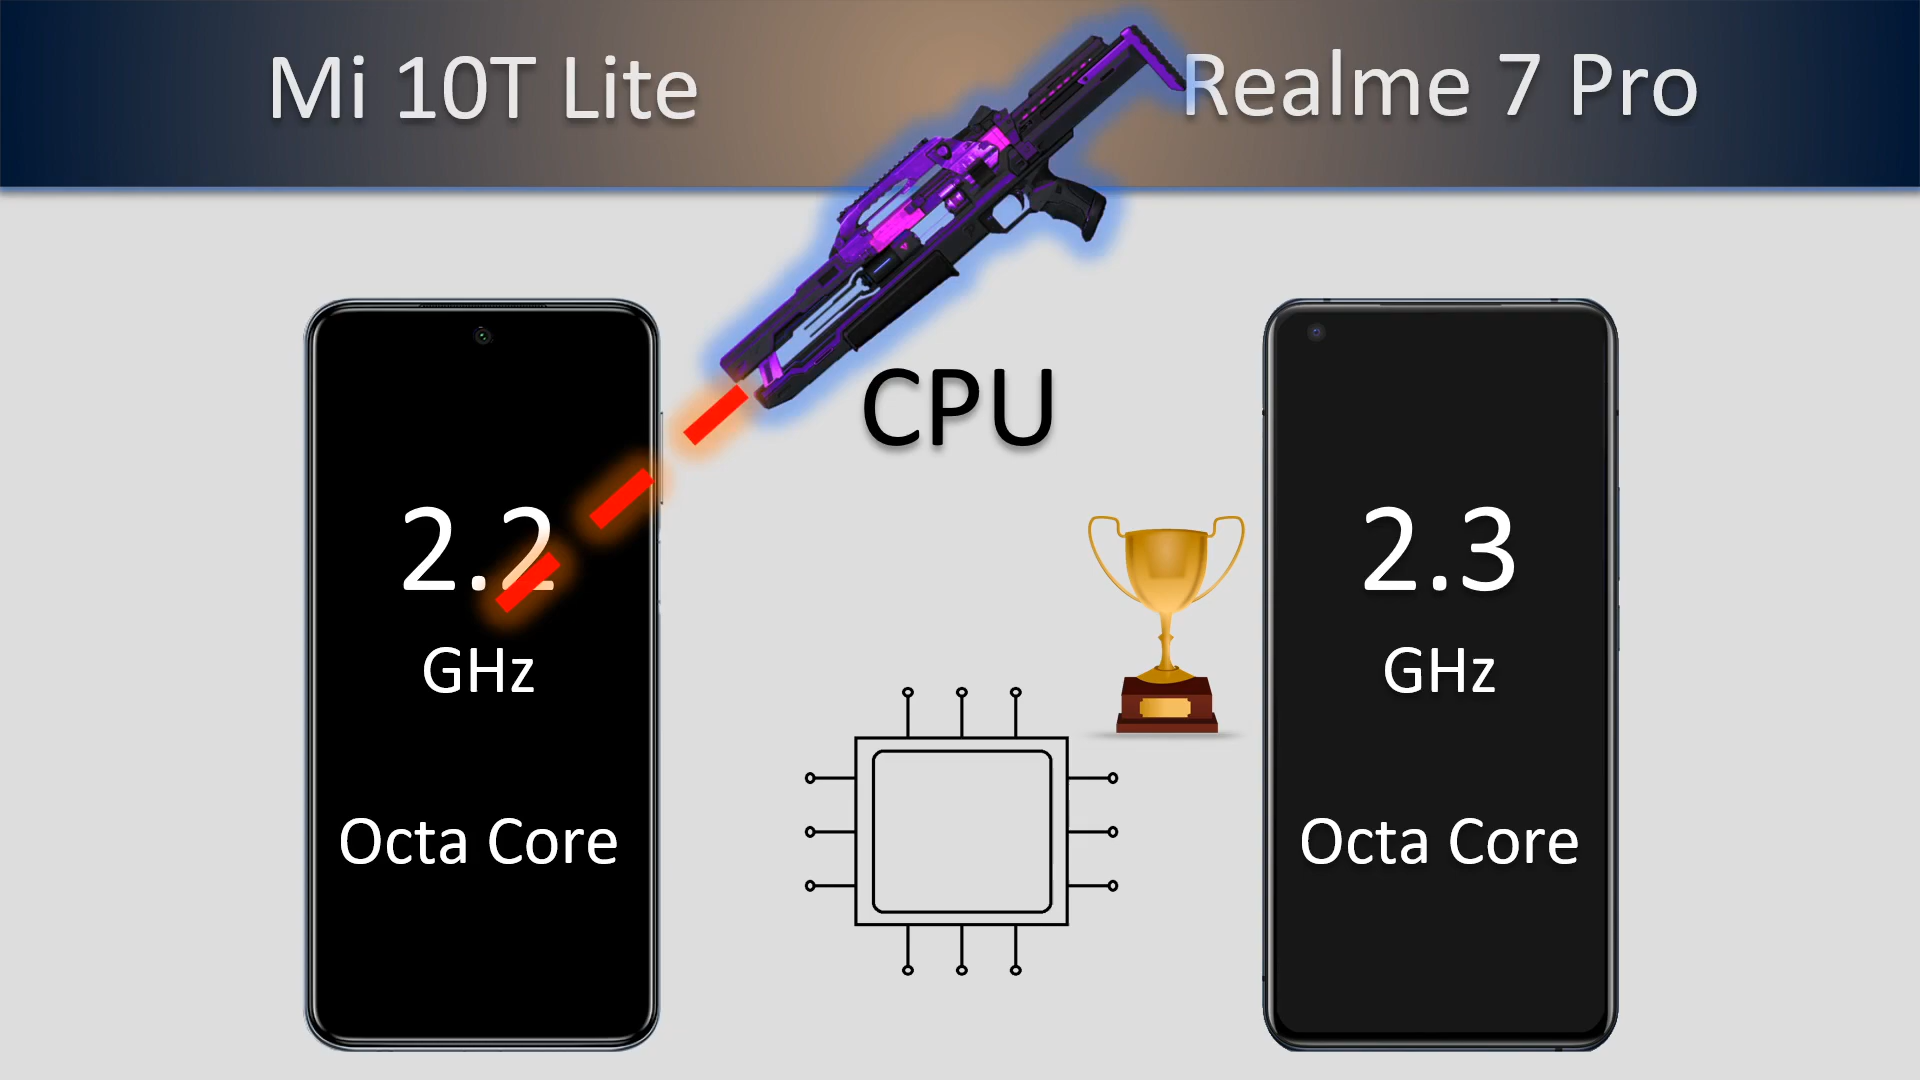 Mi 10T Lite
Realme 7 Pro
CPU
2.2
GHz
Octa Core
2.3
GHz
Octa Core